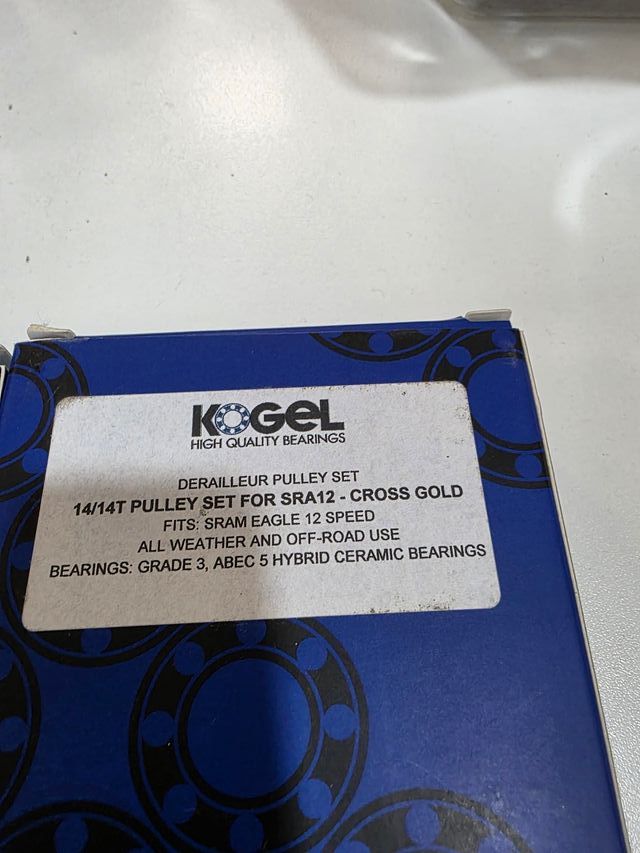 KOGEL
HIGH QUALITY BEARINGS
DERAILLEUR PULLEY SET
14/14T PULLEY SET FOR SRA12 - CROSS GOLD
FITS: SRAM EAGLE 12 SPEED
ALL WEATHER AND OFF-ROAD USE
BEARINGS: GRADE 3, ABEC 5 HYBRID CERAMIC BEARINGS